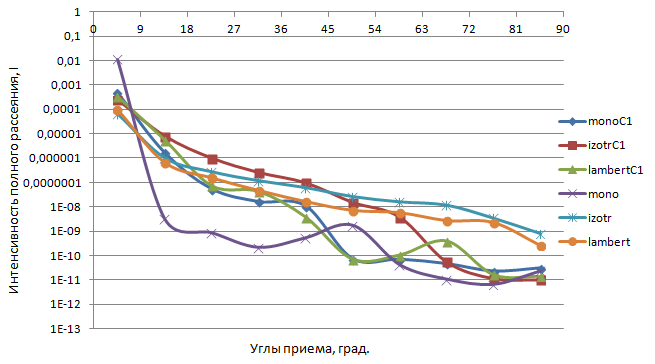 1
0,1
0,01
0,001
0,0001
0,00001
0,000001
0,0000001
1E-08
1E-09
1E-10
1E-11
1E-12
1E-13
0 9 18 27 36 45 54 63 72 81 90
Интенсивность полного рассеяния, I
Углы приема, град.
monoC1
izotrC1
lambertC1
mono
izotr
lambert